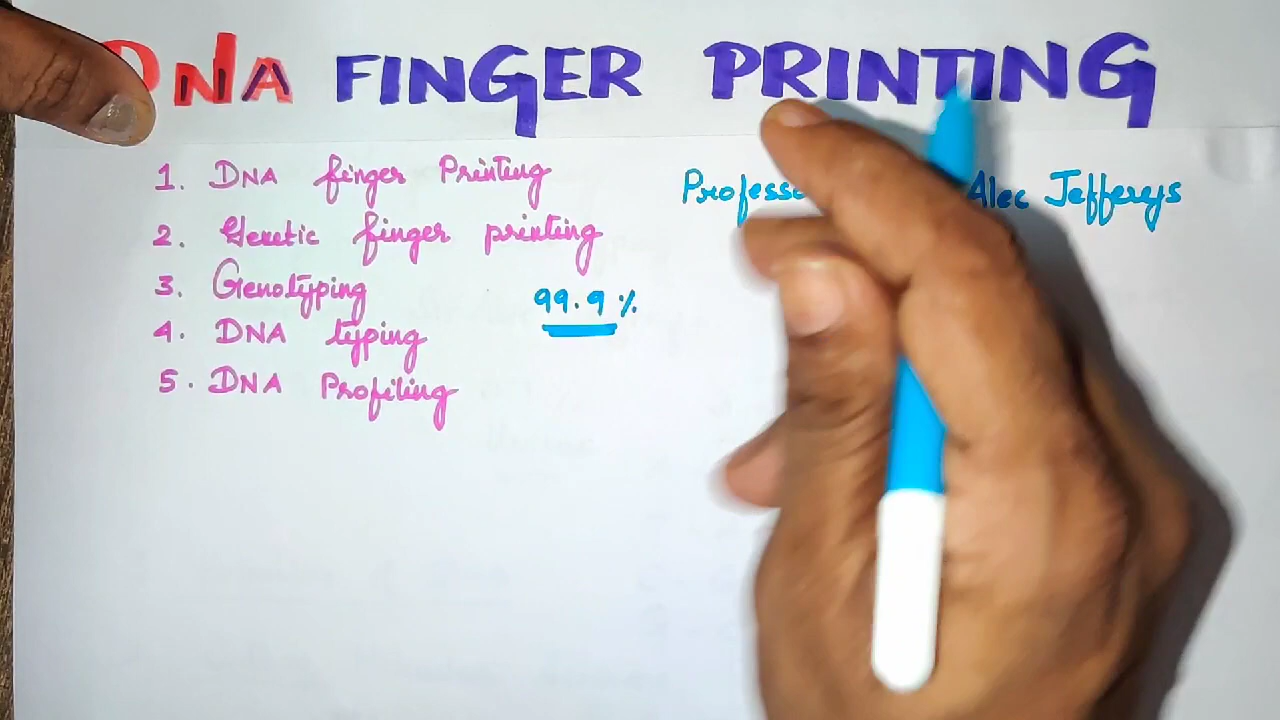 DNA FINGER PRINTING
1. DNA finger Printing
Professo Alec Jefferys
2. Genetic finger printing
3. Genotyping
99.9 %
4. DNA typing
5. DNA Profiling